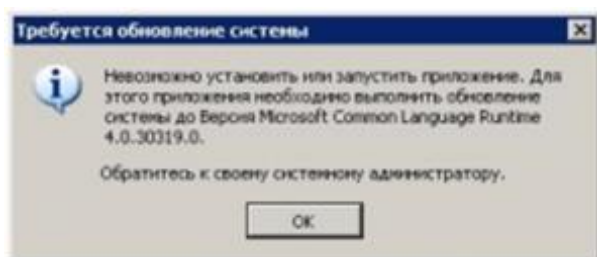 Требуется обновление системы
Невозможно установить или запустить приложение. Для
этого приложения необходимо выполнить обновление
системы до Версия Microsoft Common Language Runtime
4.0.30319.0.
Обратитесь к своему системному администратору.
ОК